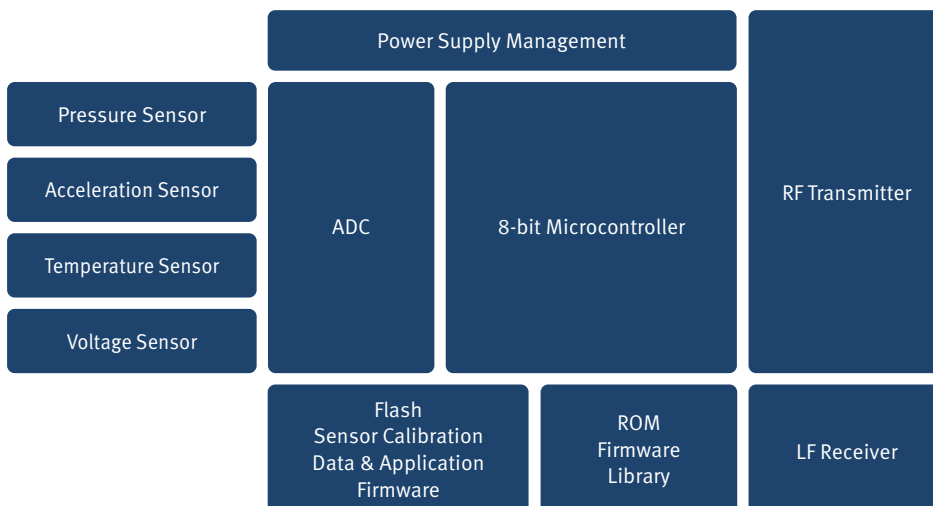 Power Supply Management
Pressure Sensor
Acceleration Sensor
Temperature Sensor
Voltage Sensor
ADC
8-bit Microcontroller
RF Transmitter
Flash
Sensor Calibration
Data & Application
Firmware
ROM
Firmware
Library
LF Receiver